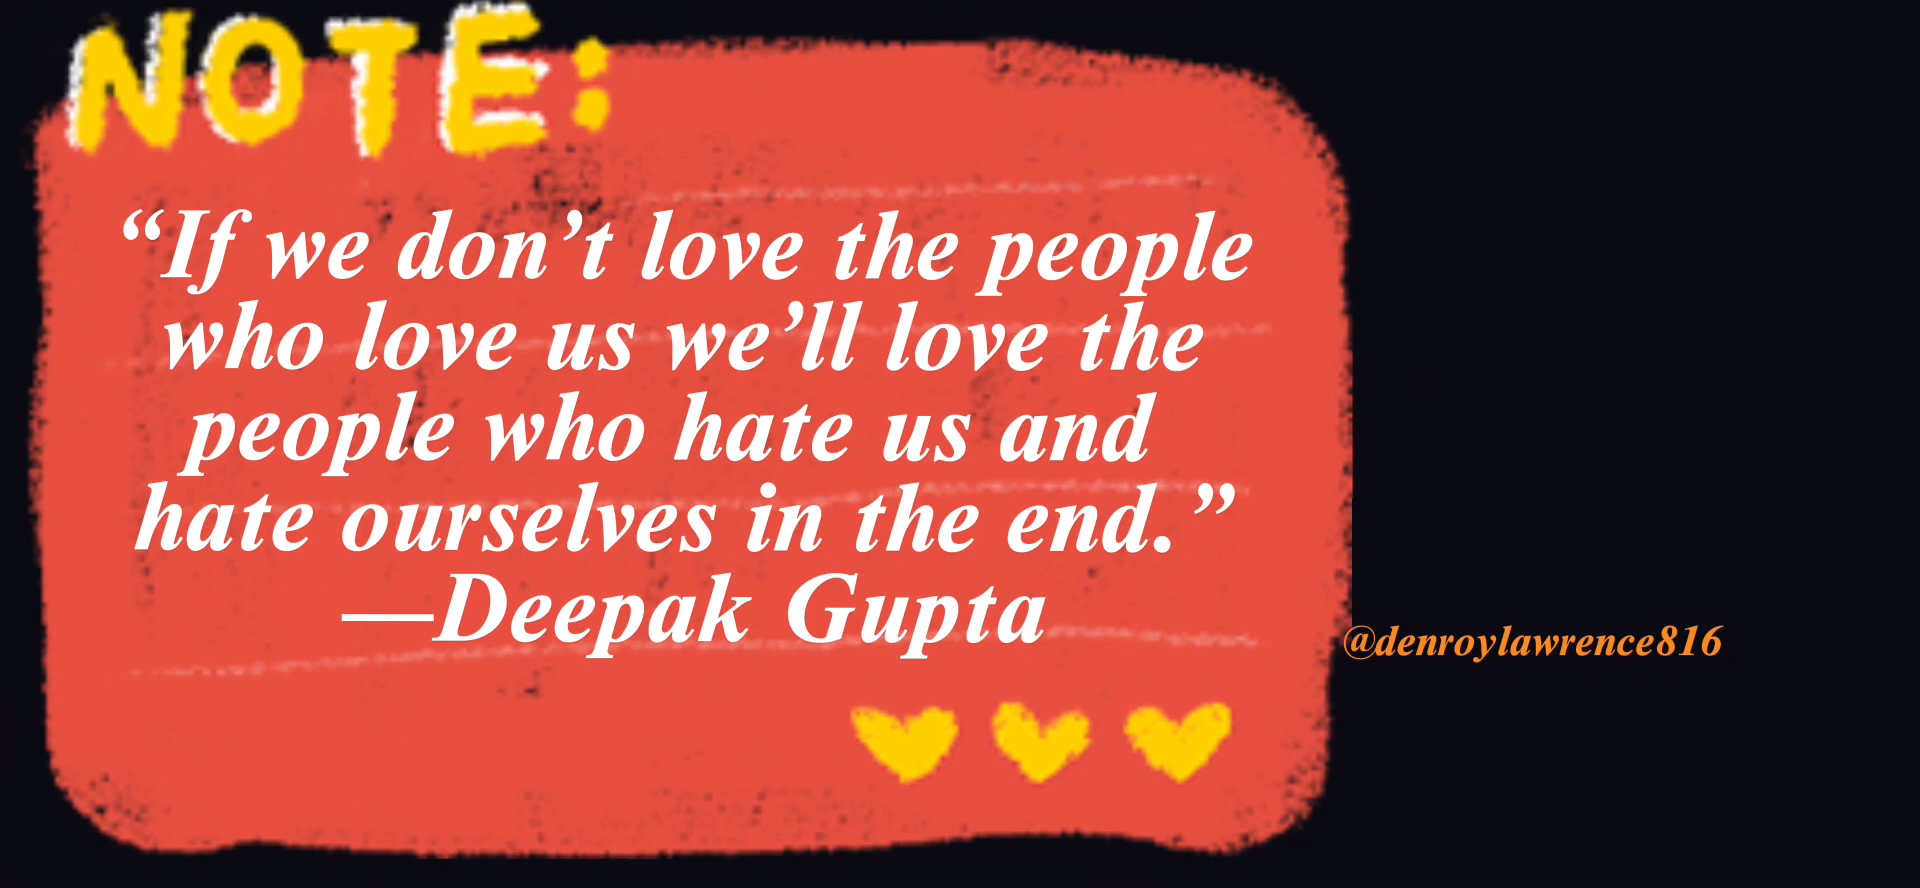 NOTE:
“If we don’t love the people
who love us we’ll love the
people who hate us and
hate ourselves in the end.”
—Deepak Gupta
@denroylawrence816